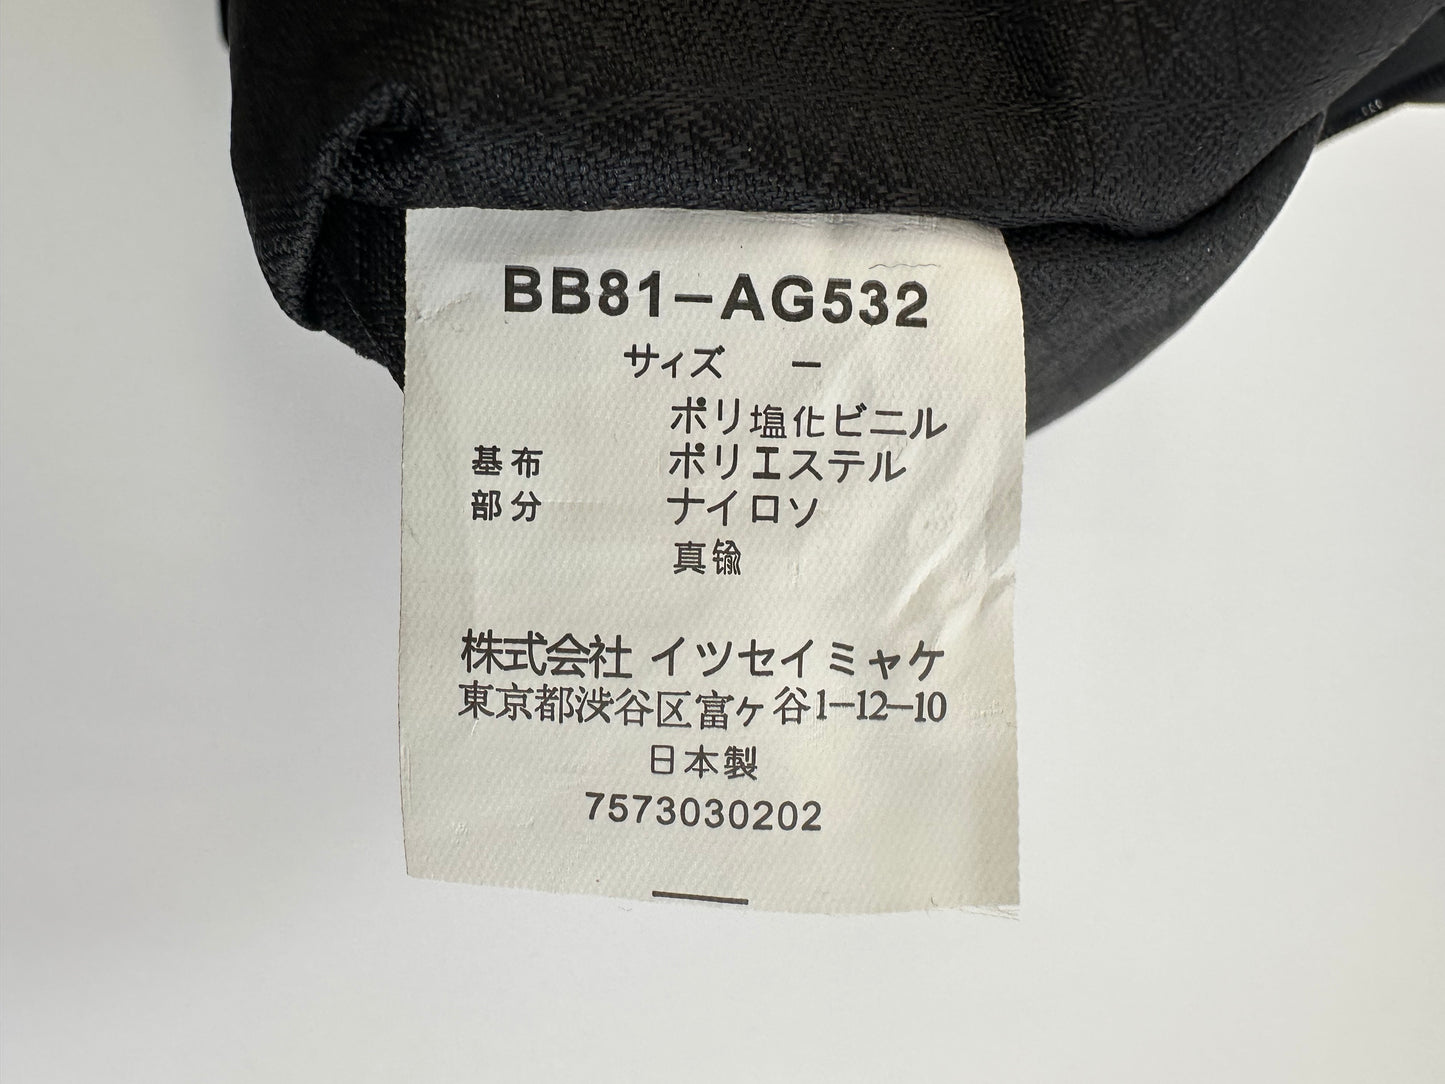 BB81-AG532
サイズ -
ポリ塩化ビニル
基布 ポリエステル
部分 ナイロソ
真鍮
株式会社 イツセイミャケ
東京都渋谷区富ヶ谷1-12-10
日本製
7573030202